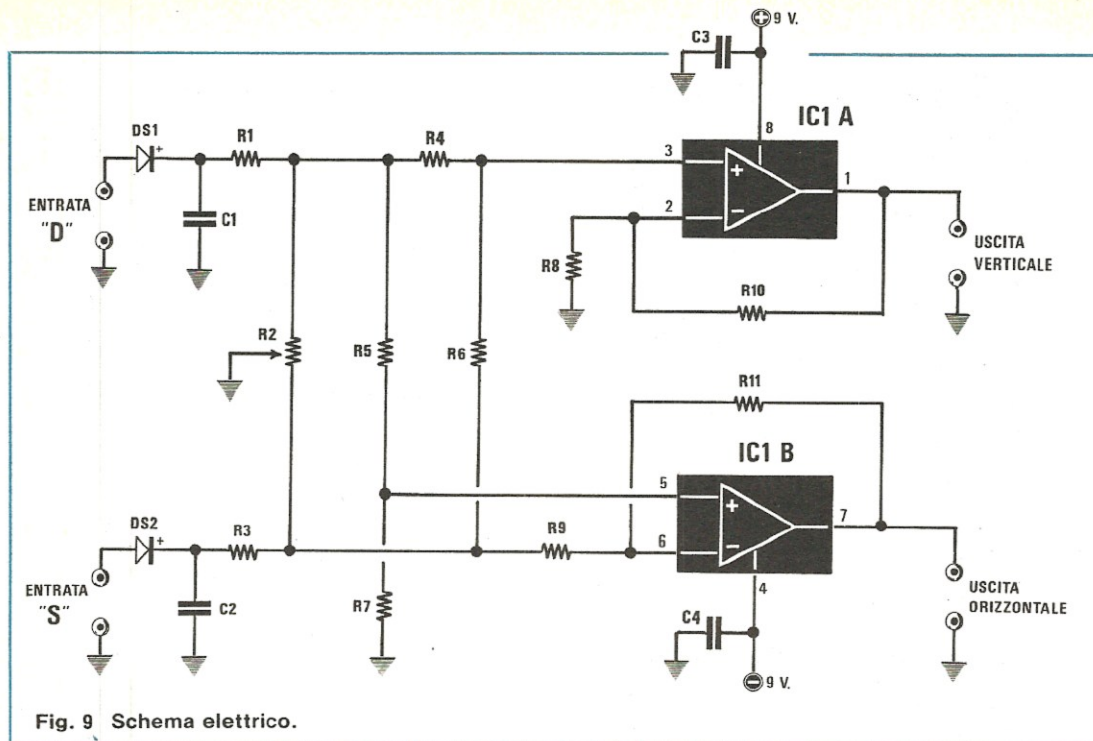 9 V.
C3
IC1 A
DS1
R1
R4
8
3
1
2
ENTRATA
"D"
C1
USCITA
VERTICALE
R8
R10
R2
R5
R6
R11
IC1 B
5
7
DS2
R3
R9
6
ENTRATA
"S"
4
USCITA
ORIZZONTALE
C2
R7
C4
9 V.
Fig. 9 Schema elettrico.